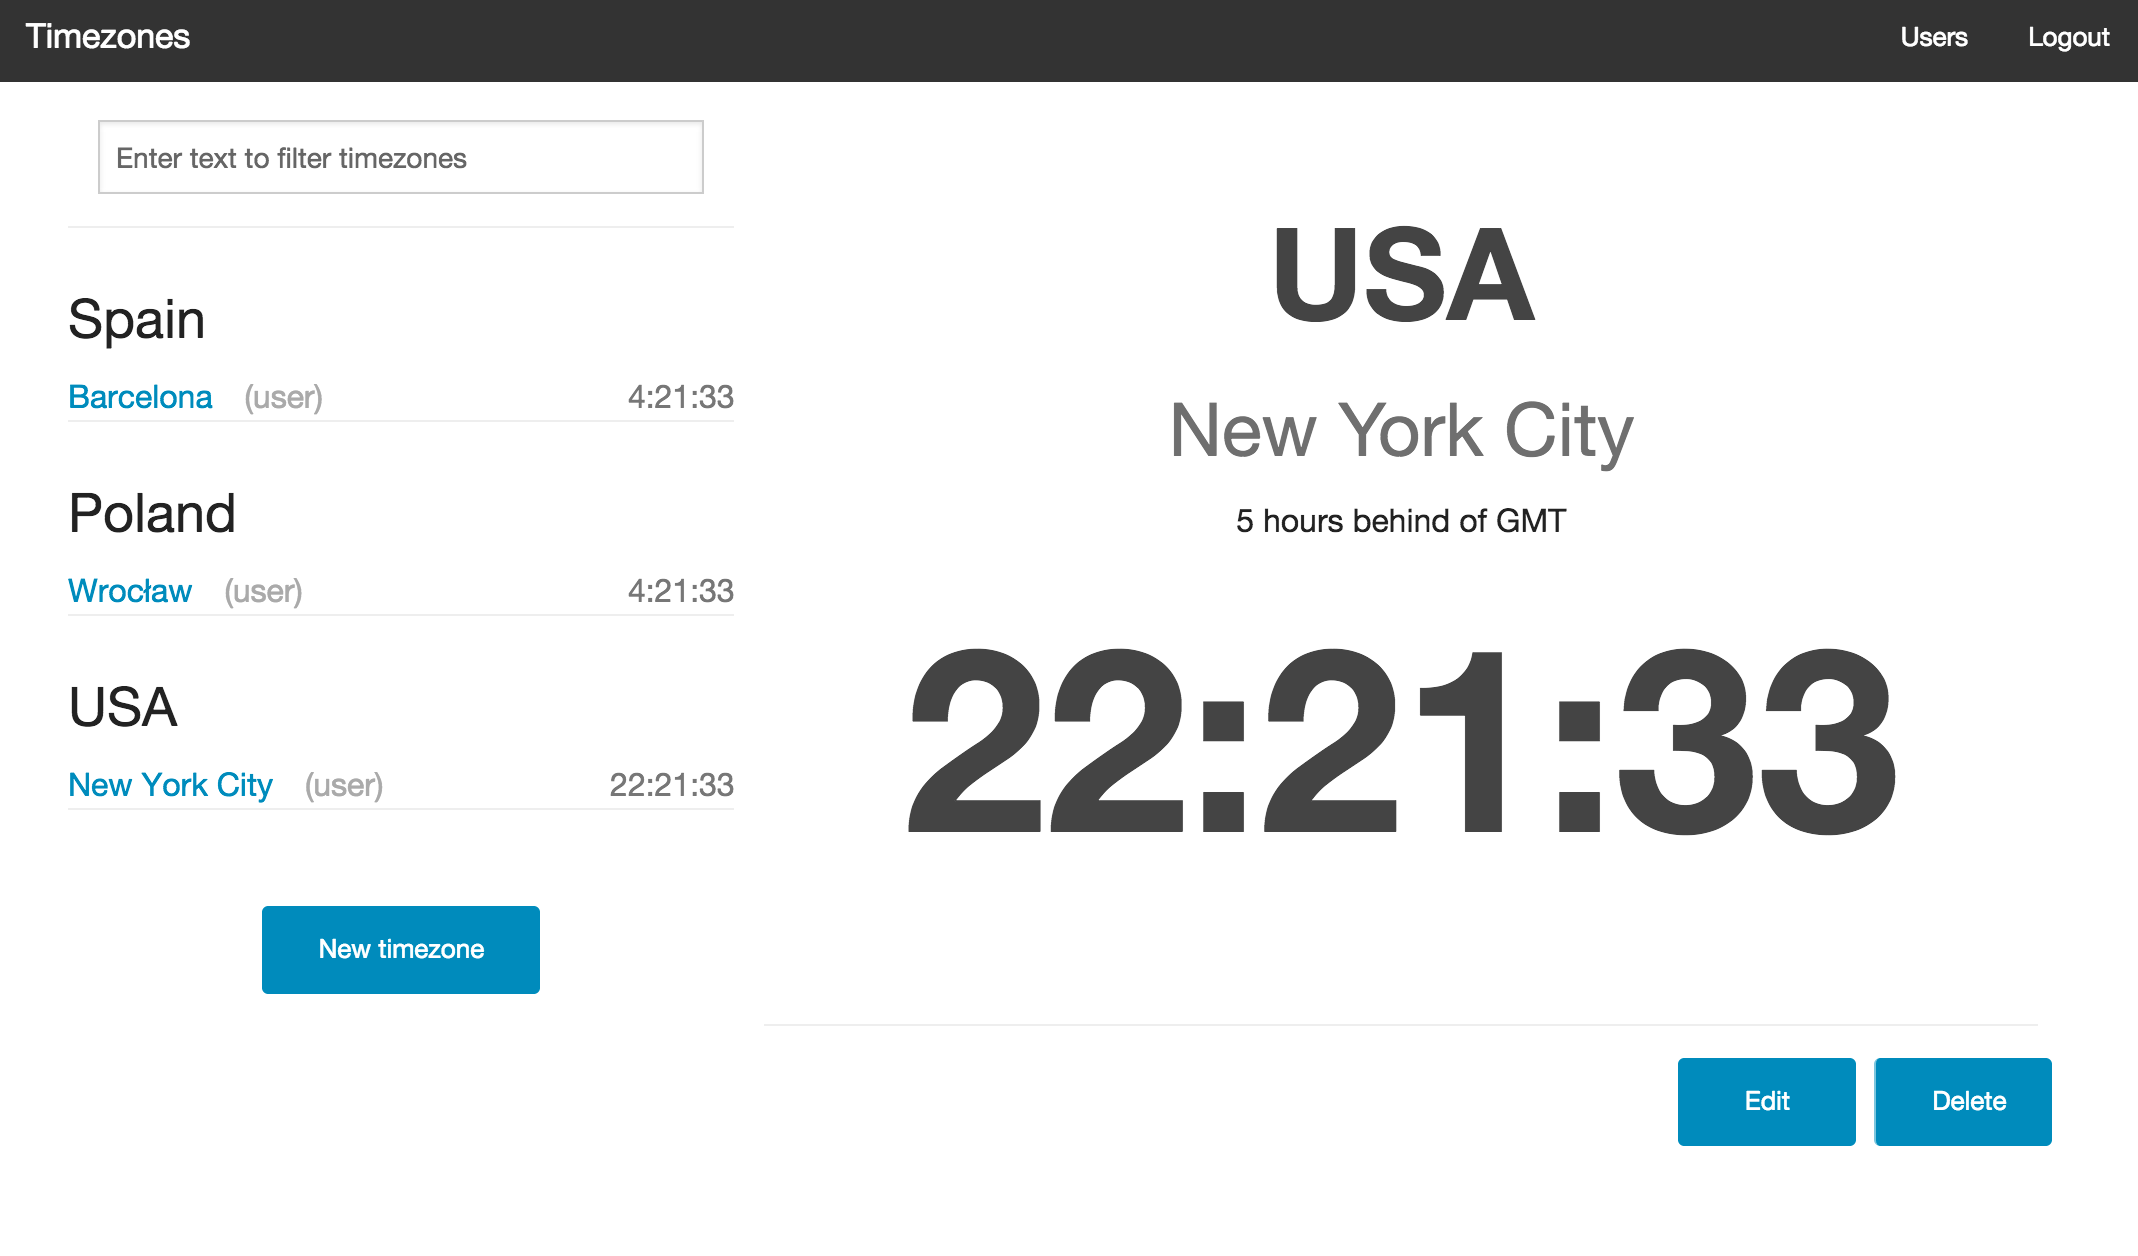 Timezones
Users
Logout
Enter text to filter timezones
Spain
Barcelona (user) 4:21:33
Poland
Wrocław (user) 4:21:33
USA
New York City (user) 22:21:33
New timezone
USA
New York City
5 hours behind of GMT
22:21:33
Edit
Delete